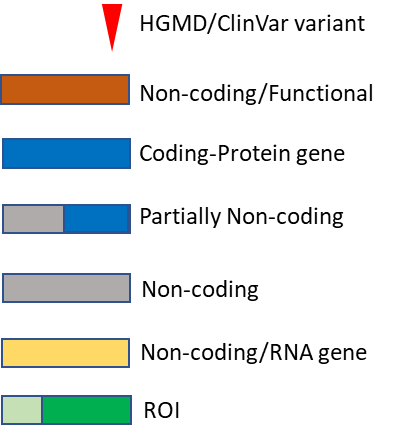 HGMD/ClinVar variant
Non-coding/Functional
Coding-Protein gene
Partially Non-coding
Non-coding
Non-coding/RNA gene
ROI